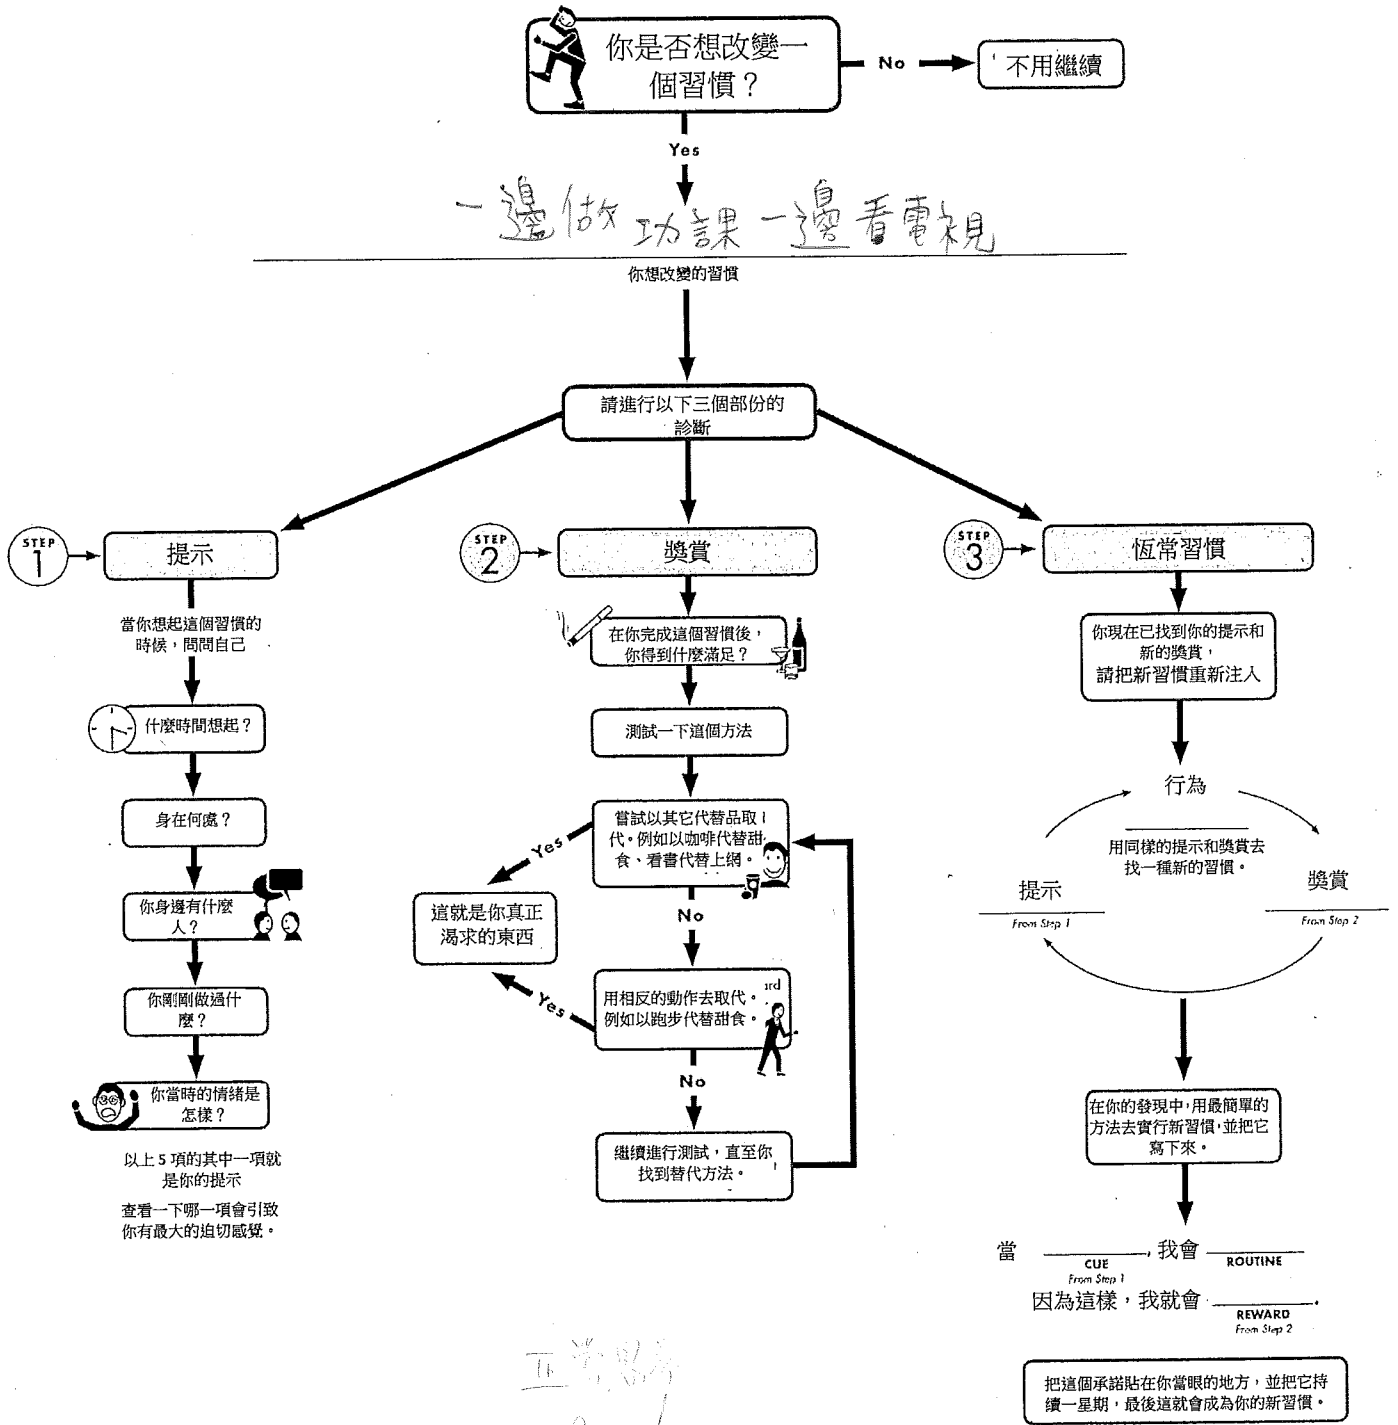 你是否想改變一
個習慣？
No
不用繼續
Yes
一邊做功課一邊看電視
你想改變的習慣
請進行以下三個部份的
診斷
STEP
1
提示
當你想起這個習慣的
時候，問問自己
什麼時間想起？
身在何處？
你身邊有什麼
人？
你剛剛做過什
麼？
你當時的情緒是
怎樣？
以上 5 項的其中一項就
是你的提示
查看一下哪一項會引致
你有最大的迫切感覺。
STEP
2
獎賞
在你完成這個習慣後，
你得到什麼滿足？
測試一下這個方法
嘗試以其它代替品取
代。例如以咖啡代替甜
食、看書代替上網。
Yes
這就是你真正
渴求的東西
No
用相反的動作去取代。
例如以跑步代替甜食。
Yes
No
繼續進行測試，直至你
找到替代方法。
STEP
3
恆常習慣
你現在已找到你的提示和
新的獎賞，
請把新習慣重新注入
行為
用同樣的提示和獎賞去
找一種新的習慣。
提示
From Step 1
獎賞
From Step 2
在你的發現中，用最簡單的
方法去實行新習慣，並把它
寫下來。
當 ，我會
CUE
From Step 1
ROUTINE
因為這樣，我就會 .
REWARD
From Step 2
把這個承諾貼在你當眼的地方，並把它持
續一星期，最後這就會成為你的新習慣。